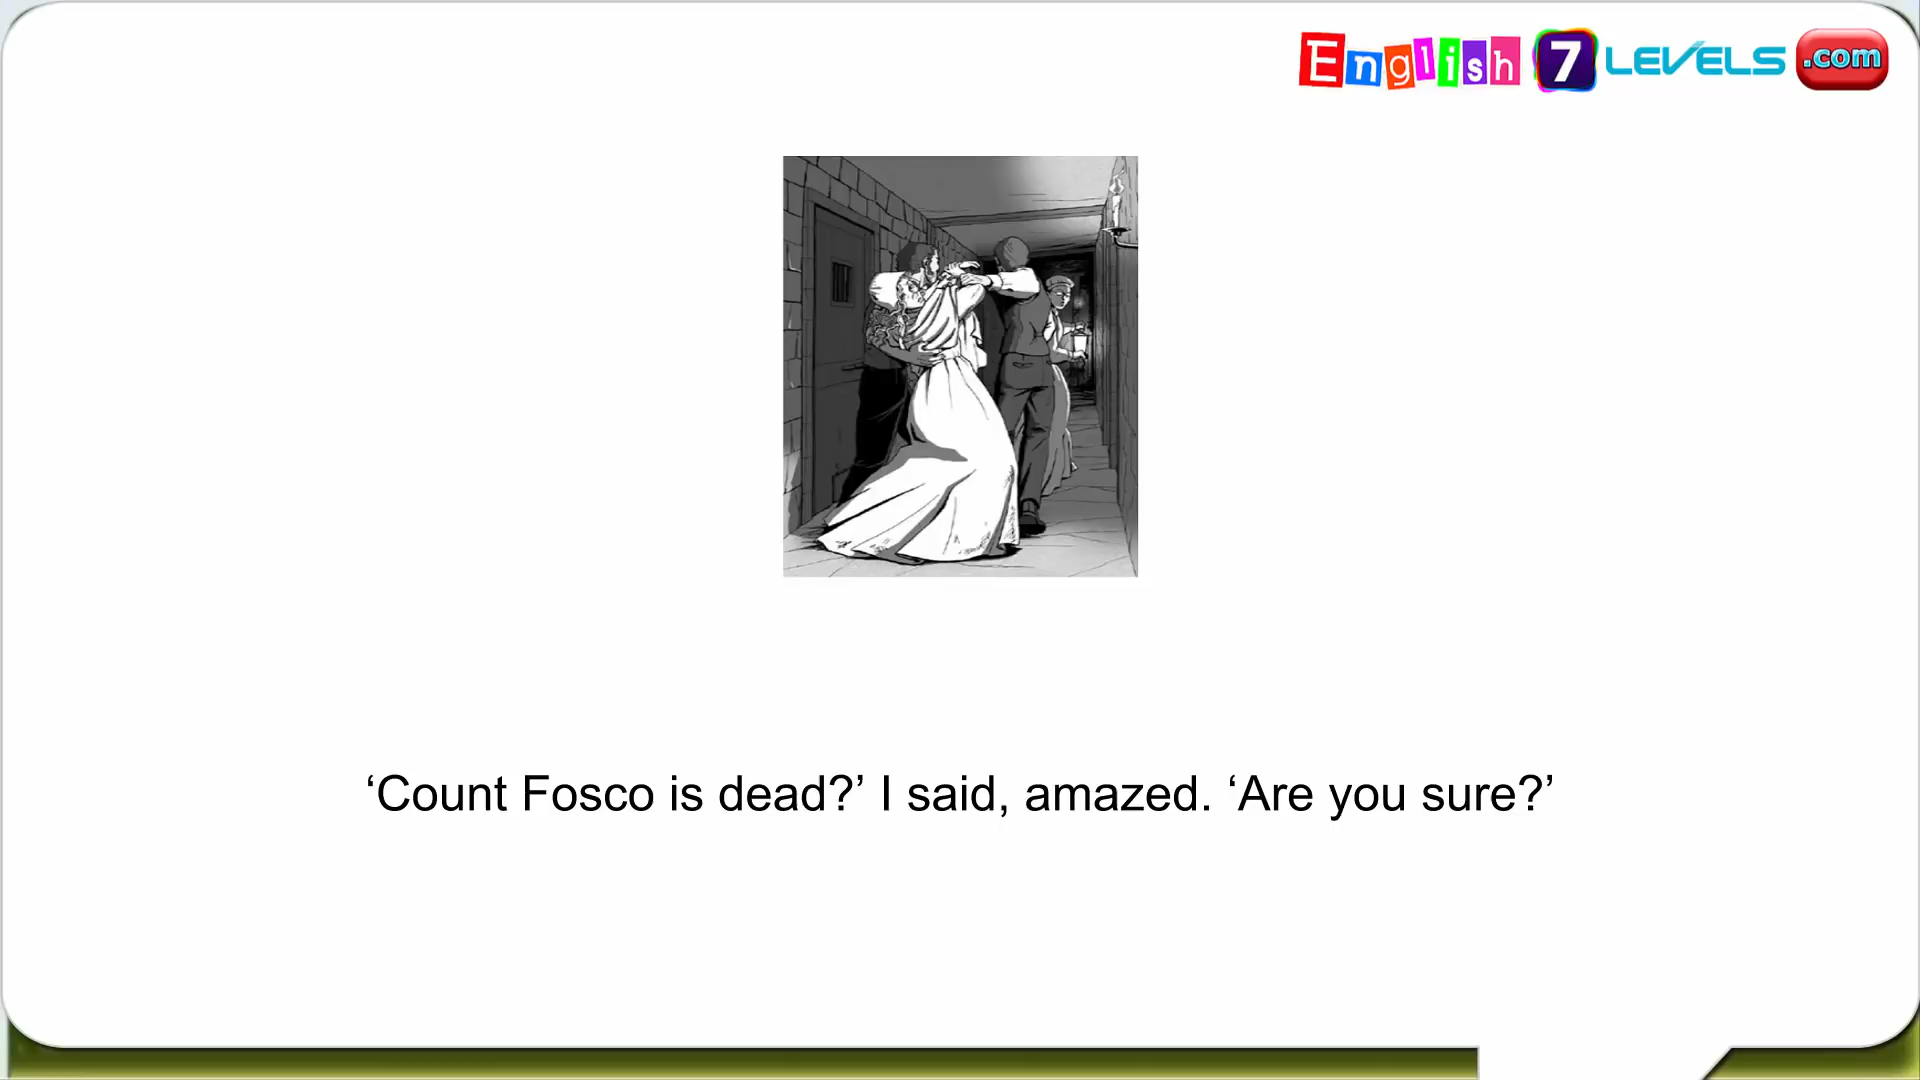 English 7 LEVELS .com
‘Count Fosco is dead?’ I said, amazed. ‘Are you sure?’